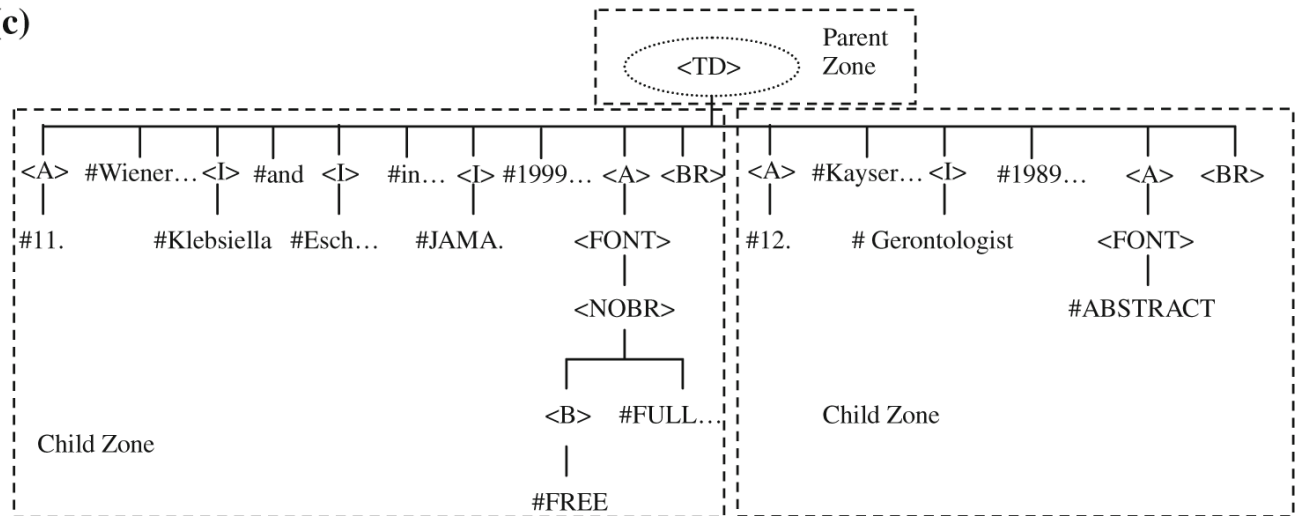 (c)
Parent
Zone
<TD>
<A> #Wiener… <I> #and <I> #in… <I> #1999… <A> <BR> <A> #Kayser… <I> #1989… <A> <BR>
#11. #Klebsiella #Esch… #JAMA. <FONT> #12. # Gerontologist <FONT>
<NOBR> #ABSTRACT
<B> #FULL… Child Zone
Child Zone
#FREE